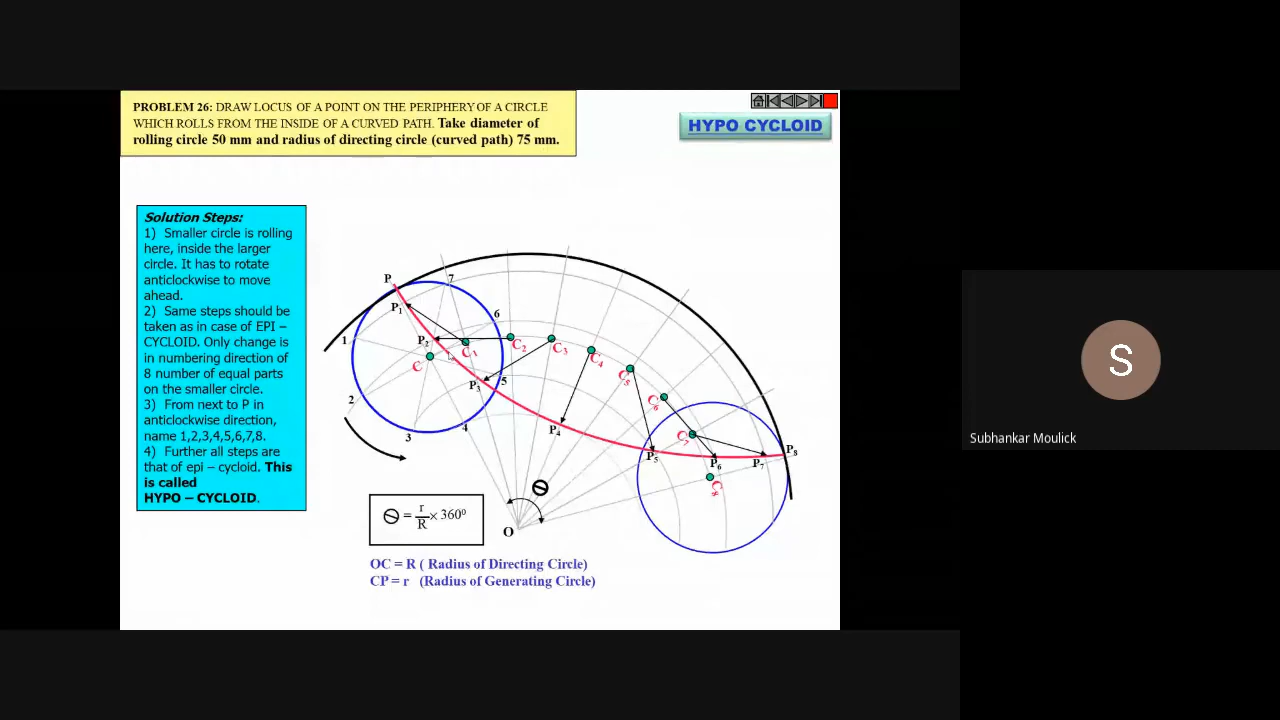 PROBLEM 26: DRAW LOCUS OF A POINT ON THE PERIPHERY OF A CIRCLE
WHICH ROLLS FROM THE INSIDE OF A CURVED PATH. Take diameter of
rolling circle 50 mm and radius of directing circle (curved path) 75 mm.
HYPO CYCLOID
Solution Steps:
1) Smaller circle is rolling
here, inside the larger
circle. It has to rotate
anticlockwise to move
ahead.
2) Same steps should be
taken as in case of EPI –
CYCLOID. Only change is
in numbering direction of
8 number of equal parts
on the smaller circle.
3) From next to P in
anticlockwise direction,
name 1,2,3,4,5,6,7,8.
4) Further all steps are
that of epi – cycloid. This
is called
HYPO – CYCLOID.
P
7
P1
6
1
P2
C1
C2
C3
C4
C
C5
P3
5
2
C6
4
P4
3
C7
P5
P6
P7
P8
C8
Θ
O
Θ = r/R × 360⁰
OC = R ( Radius of Directing Circle)
CP = r (Radius of Generating Circle)
S
Subhankar Moulick